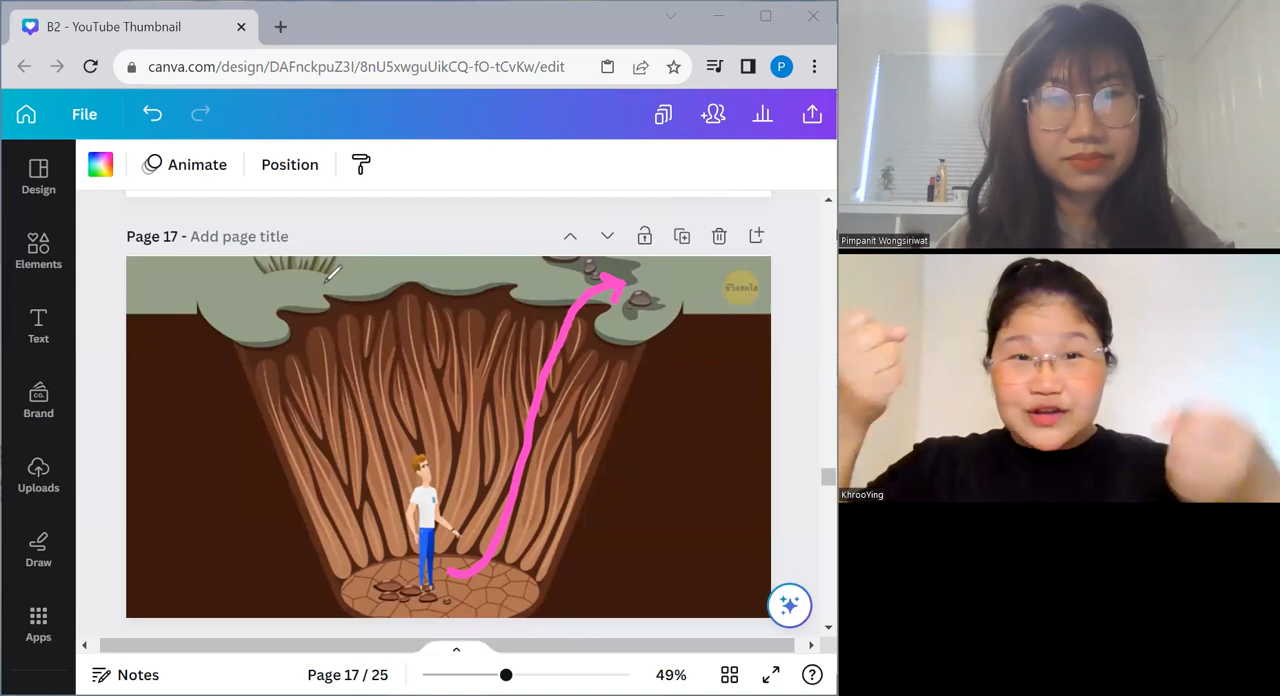 B2 - YouTube Thumbnail
canva.com/design/DAFnckpuZ3I/8nU5xwguUikCQ-fO-tCvKw/edit
P
File
Animate
Position
Design
Elements
Text
CO.
Brand
Uploads
Draw
Apps
Page 17 - Add page title
Notes
Page 17 / 25
49%
Pimpanit Wongsiriwat
KhrooYing